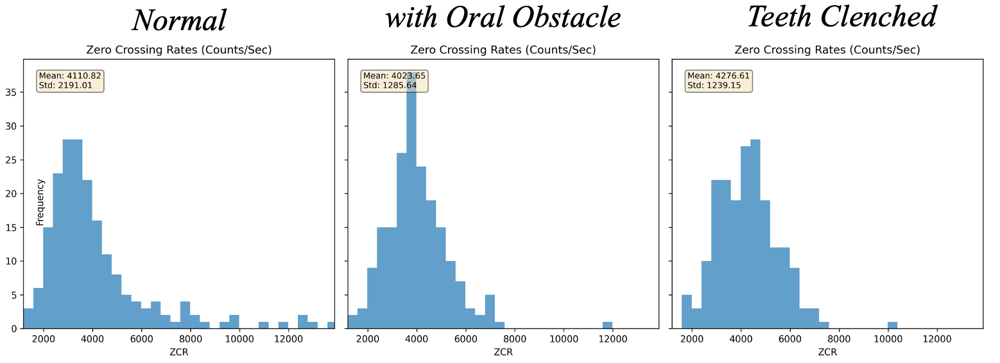 Normal
with Oral Obstacle
Teeth Clenched
Zero Crossing Rates (Counts/Sec)
Zero Crossing Rates (Counts/Sec)
Zero Crossing Rates (Counts/Sec)
Mean: 4110.82
Std: 2191.01
Mean: 4023.65
Std: 1285.64
Mean: 4276.61
Std: 1239.15
35
30
25
20
15
10
5
0
Frequency
2000 4000 6000 8000 10000 12000
2000 4000 6000 8000 10000 12000
2000 4000 6000 8000 10000 12000
ZCR
ZCR
ZCR